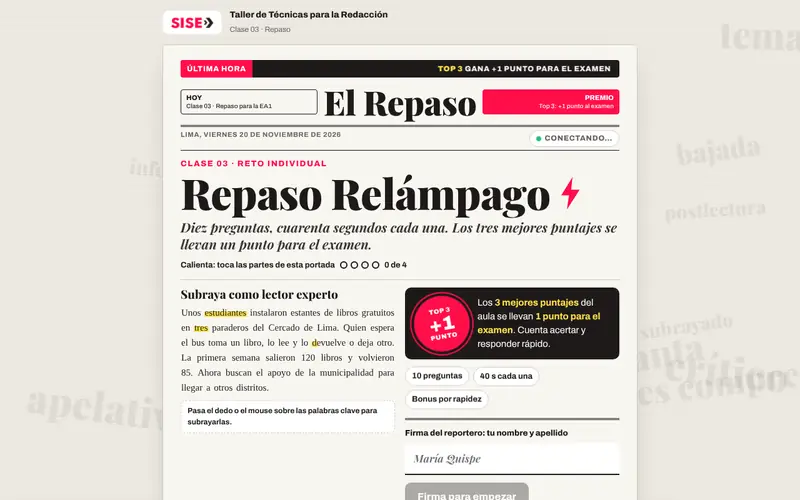 SISE
Taller de Técnicas para la Redacción
Clase 03 · Repaso
ÚLTIMA HORA
TOP 3 GANA +1 PUNTO PARA EL EXAMEN
HOY
Clase 03 · Repaso para la EA1
El Repaso
PREMIO
Top 3: +1 punto al examen
LIMA, VIERNES 20 DE NOVIEMBRE DE 2026
CONECTANDO...
CLASE 03 · RETO INDIVIDUAL
Repaso Relámpago
Diez preguntas, cuarenta segundos cada una. Los tres mejores puntajes se
llevan un punto para el examen.
Calienta: toca las partes de esta portada
0 de 4
Subraya como lector experto
Unos estudiantes instalaron estantes de libros gratuitos
en tres paraderos del Cercado de Lima. Quien espera
el bus toma un libro, lo lee y lo devuelve o deja otro.
La primera semana salieron 120 libros y volvieron
85. Ahora buscan el apoyo de la municipalidad para
llegar a otros distritos.
Pasa el dedo o el mouse sobre las palabras clave para
subrayarlas.
TOP 3
+1
PUNTO
Los 3 mejores puntajes del
aula se llevan 1 punto para el
examen. Cuenta acertar y
responder rápido.
10 preguntas
40 s cada una
Bonus por rapidez
Firma del reportero: tu nombre y apellido
María Quispe
Firma para empezar
tema
bajada
postlectura
subrayado
apelativ